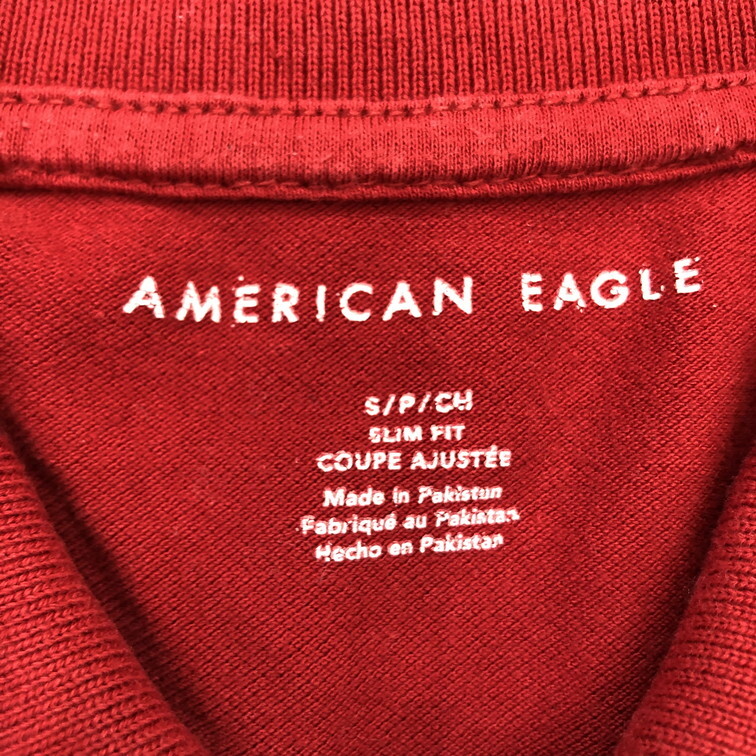 AMERICAN EAGLE
S/P/CH
SLIM FIT
COUPE AJUSTÉE
Made in Pakistan
Fabriqué au Pakistan
Hecho en Pakistan